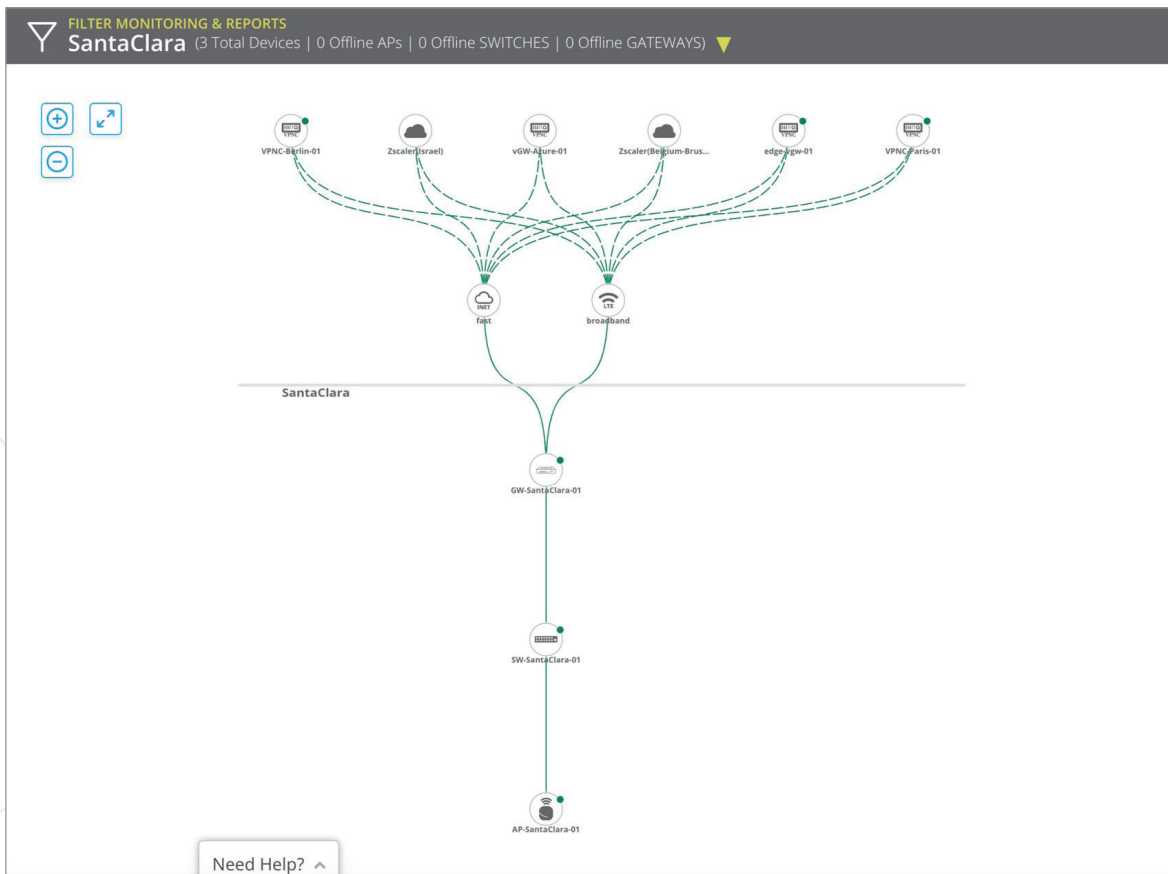 FILTER MONITORING & REPORTS
SantaClara (3 Total Devices | 0 Offline APs | 0 Offline SWITCHES | 0 Offline GATEWAYS)
VPNC VPNC VPNC VPNC
VPNC-Berlin-01 Zscaler(Israel) vGW-Azure-01 Zscaler(Belgium-Brus... edge-vgw-01 VPNC-Paris-01
INET LTE
fast broadband
SantaClara
GW-SantaClara-01
SW-SantaClara-01
AP-SantaClara-01
Need Help?